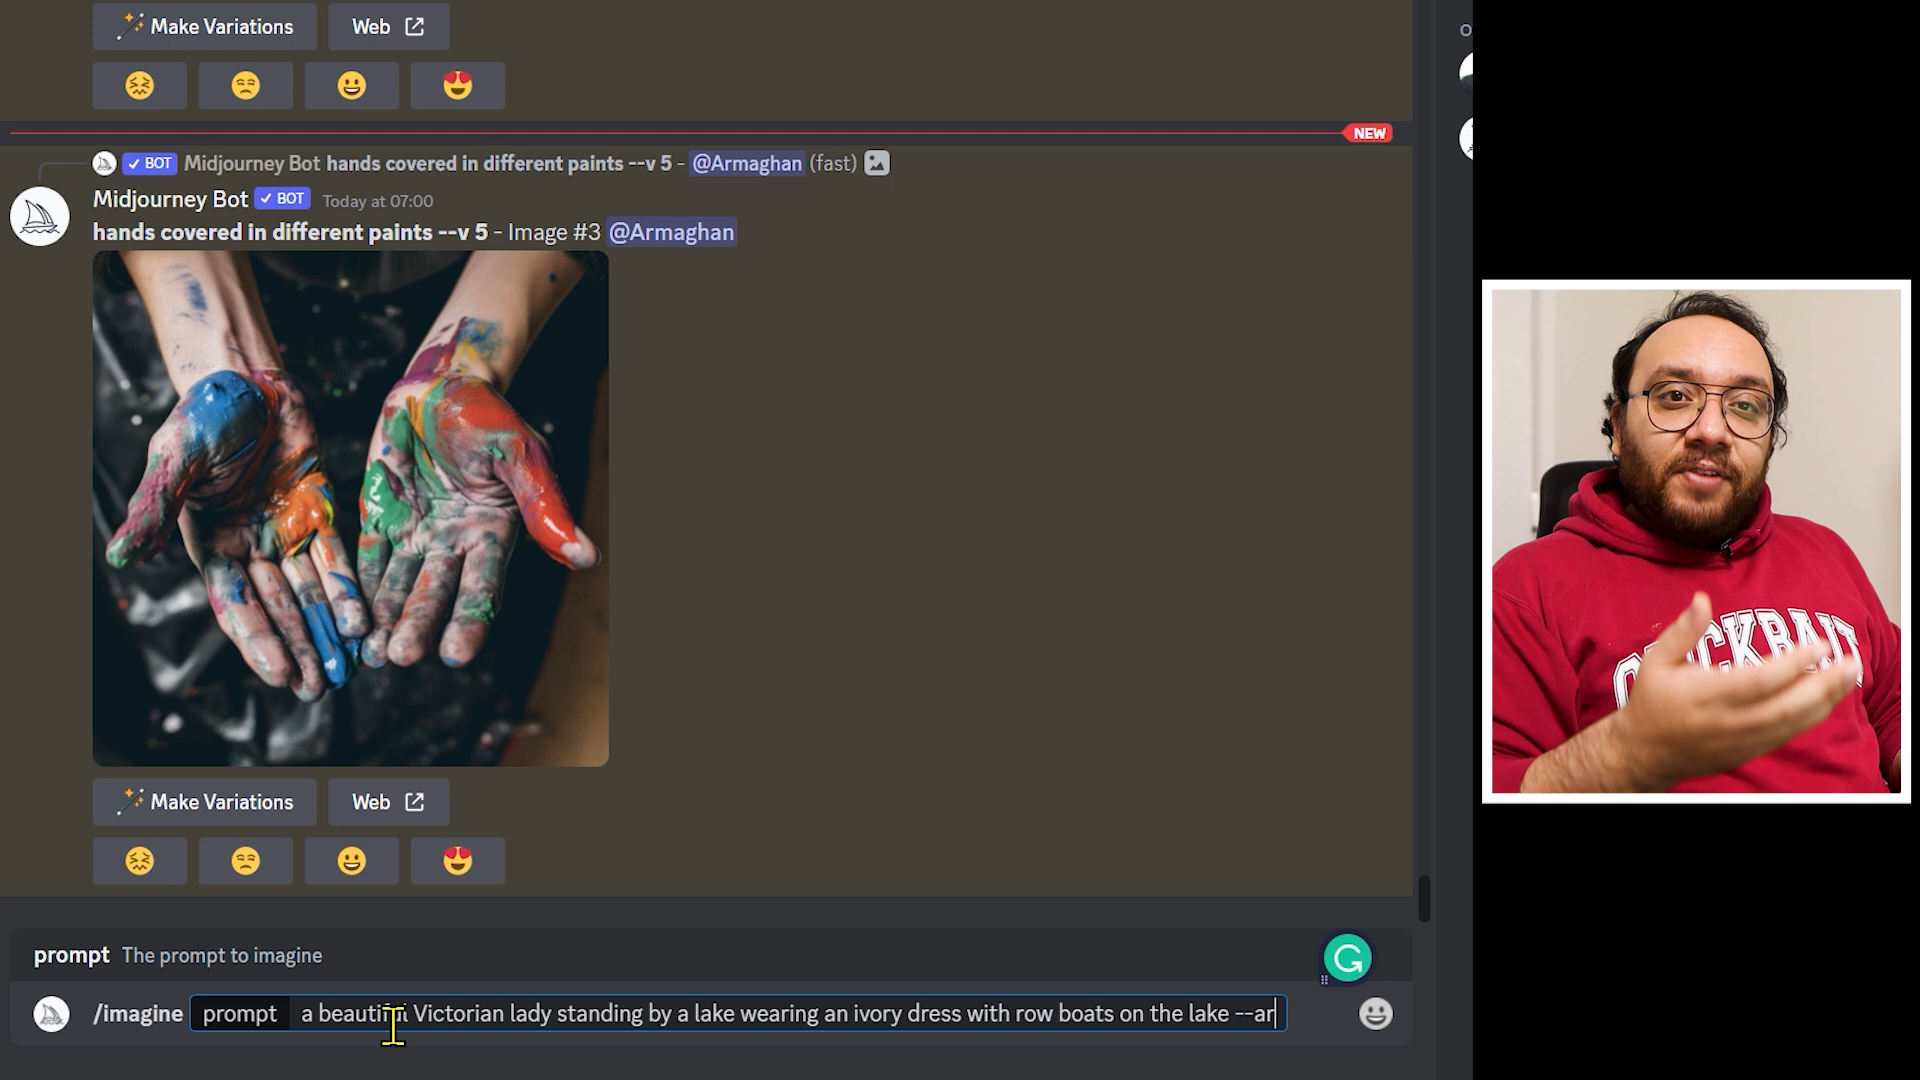 Make Variations Web
O
NEW
BOT Midjourney Bot hands covered in different paints --v 5 - @Armaghan (fast)
Midjourney Bot BOT Today at 07:00
hands covered in different paints --v 5 - Image #3 @Armaghan
Make Variations Web
prompt The prompt to imagine
/imagine prompt a beautiful Victorian lady standing by a lake wearing an ivory dress with row boats on the lake --ar